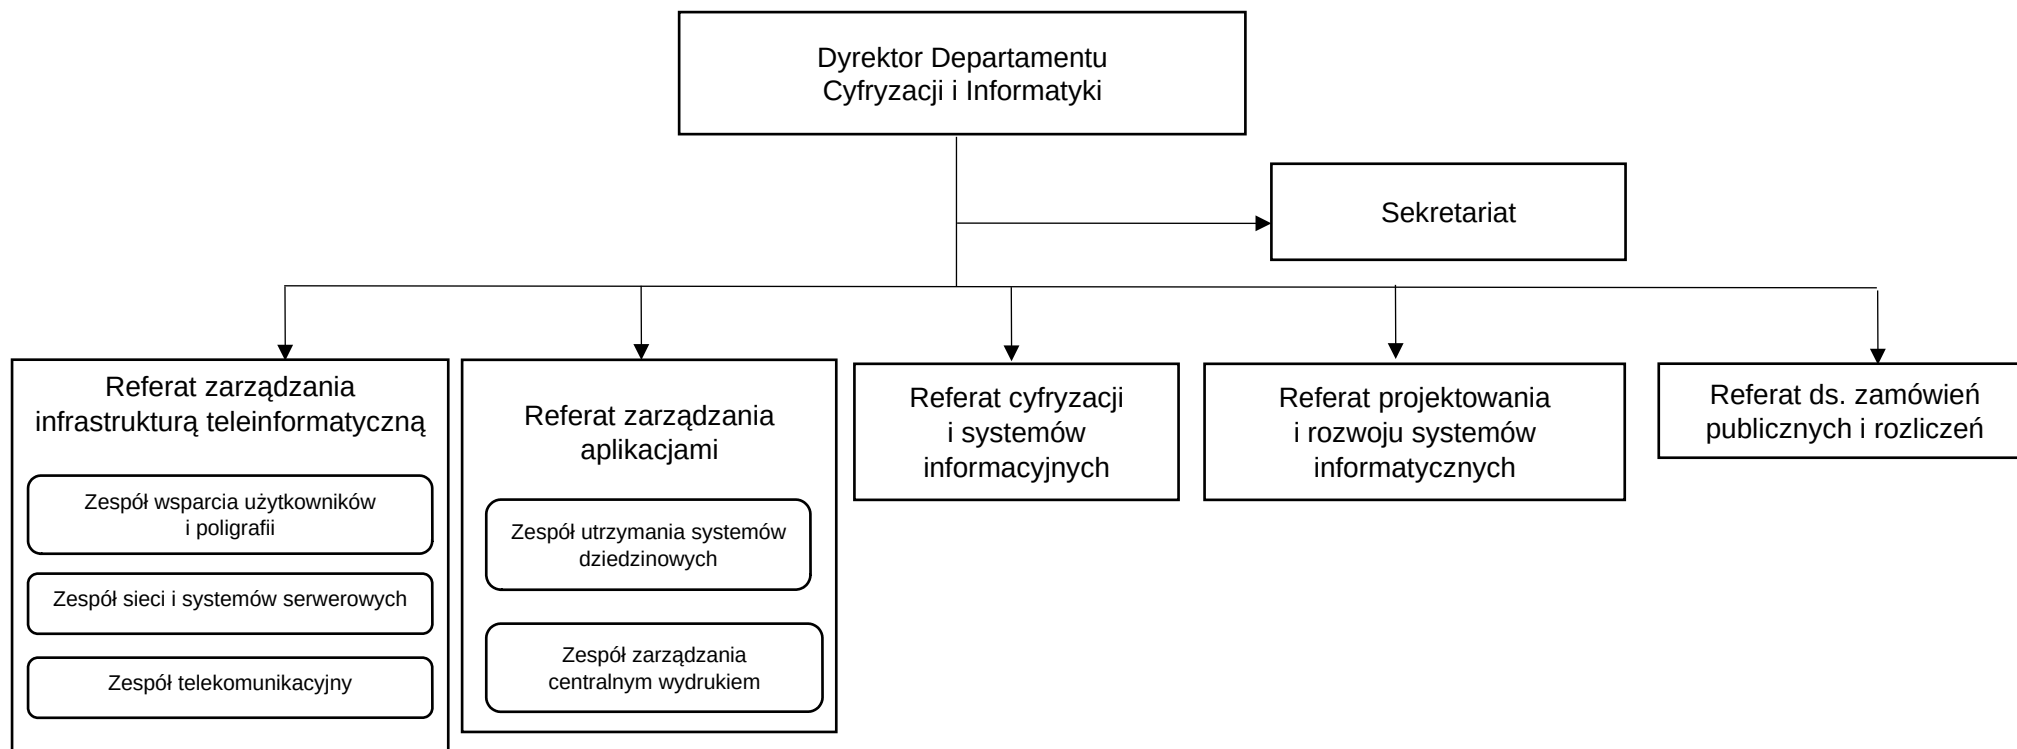 Dyrektor Departamentu
Cyfryzacji i Informatyki
Sekretariat
Referat zarządzania
infrastrukturą teleinformatyczną
Zespół wsparcia użytkowników
i poligrafii
Zespół sieci i systemów serwerowych
Zespół telekomunikacyjny
Referat zarządzania
aplikacjami
Zespół utrzymania systemów
dziedzinowych
Zespół zarządzania
centralnym wydrukiem
Referat cyfryzacji
i systemów
informacyjnych
Referat projektowania
i rozwoju systemów
informatycznych
Referat ds. zamówień
publicznych i rozliczeń